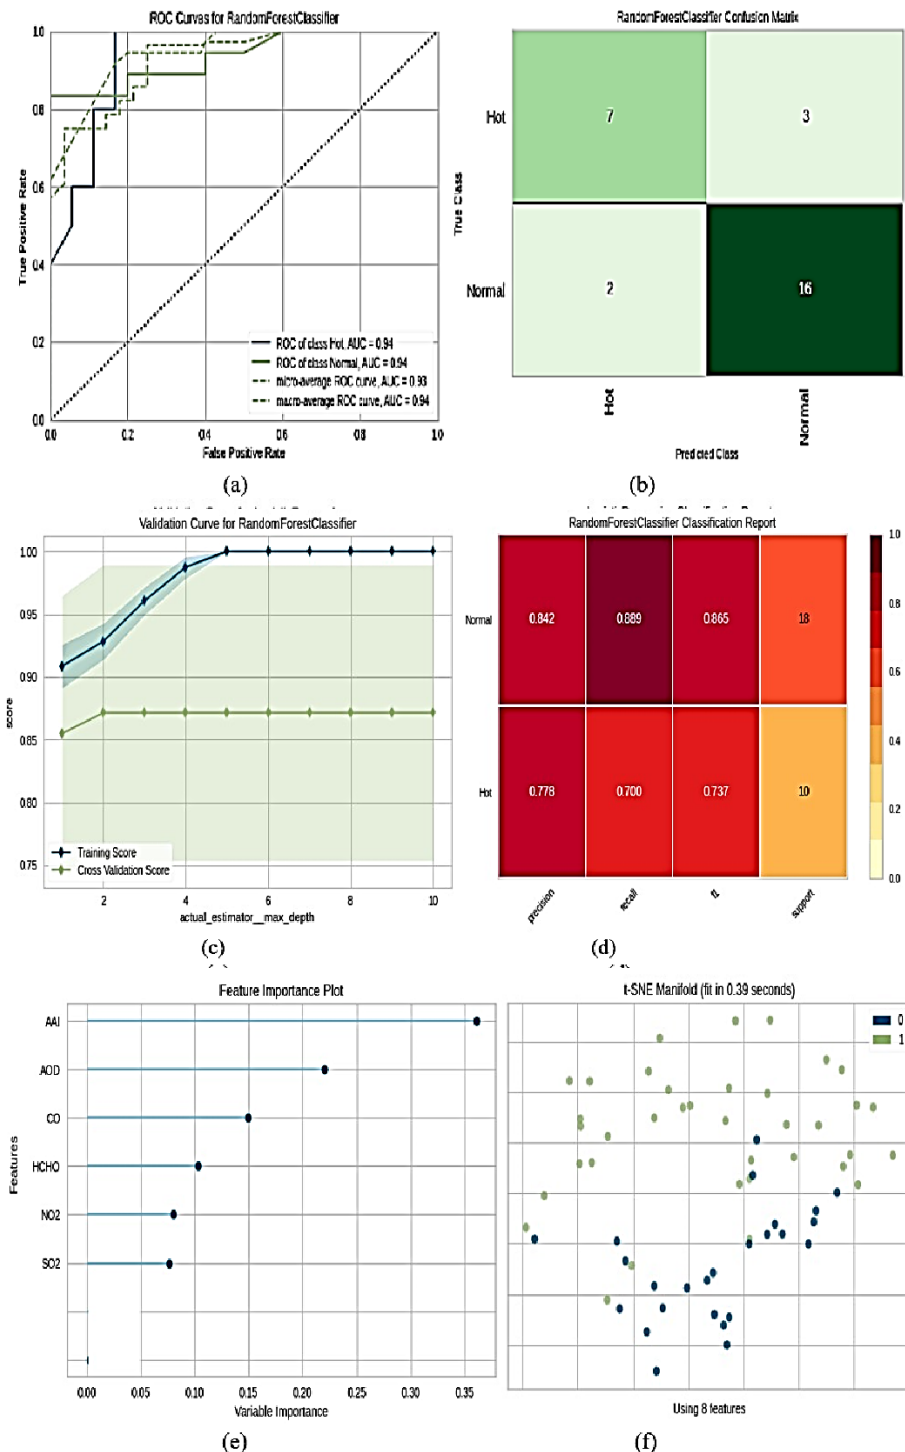 ROC Curves for RandomForestClassifier
1.0
0.8
0.6
0.4
0.2
0.0
True Positive Rate
ROC of class Hot, AUC = 0.94
ROC of class Normal, AUC = 0.94
micro-average ROC curve, AUC = 0.93
macro-average ROC curve, AUC = 0.94
0.0 0.2 0.4 0.6 0.8 1.0
False Positive Rate
(a)
RandomForestClassifier Confusion Matrix
True Class
Hot
7 3
Normal
2 16
Hot
Normal
Predicted Class
(b)
Validation Curve for RandomForestClassifier
1.00
0.95
0.90
0.85
0.80
0.75
score
Training Score
Cross Validation Score
2 4 6 8 10
actual_estimator__max_depth
(c)
RandomForestClassifier Classification Report
Normal
0.842 0.889 0.865 18
Hot
0.778 0.700 0.737 10
precision
recall
f1
support
1.0
0.8
0.6
0.4
0.2
0.0
(d)
Feature Importance Plot
Features
AAI
AOD
CO
HCHO
NO2
SO2
0.00 0.05 0.10 0.15 0.20 0.25 0.30 0.35
Variable Importance
(e)
t-SNE Manifold (fit in 0.39 seconds)
0
1
Using 8 features
(f)